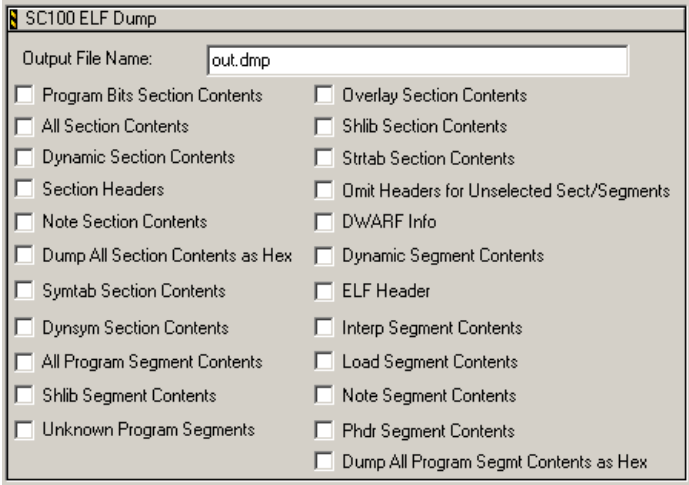 SC100 ELF Dump
Output File Name: out.dmp
Program Bits Section Contents
All Section Contents
Dynamic Section Contents
Section Headers
Note Section Contents
Dump All Section Contents as Hex
Symtab Section Contents
Dynsym Section Contents
All Program Segment Contents
Shlib Segment Contents
Unknown Program Segments
Overlay Section Contents
Shlib Section Contents
Strtab Section Contents
Omit Headers for Unselected Sect/Segments
DWARF Info
Dynamic Segment Contents
ELF Header
Interp Segment Contents
Load Segment Contents
Note Segment Contents
Phdr Segment Contents
Dump All Program Segmt Contents as Hex